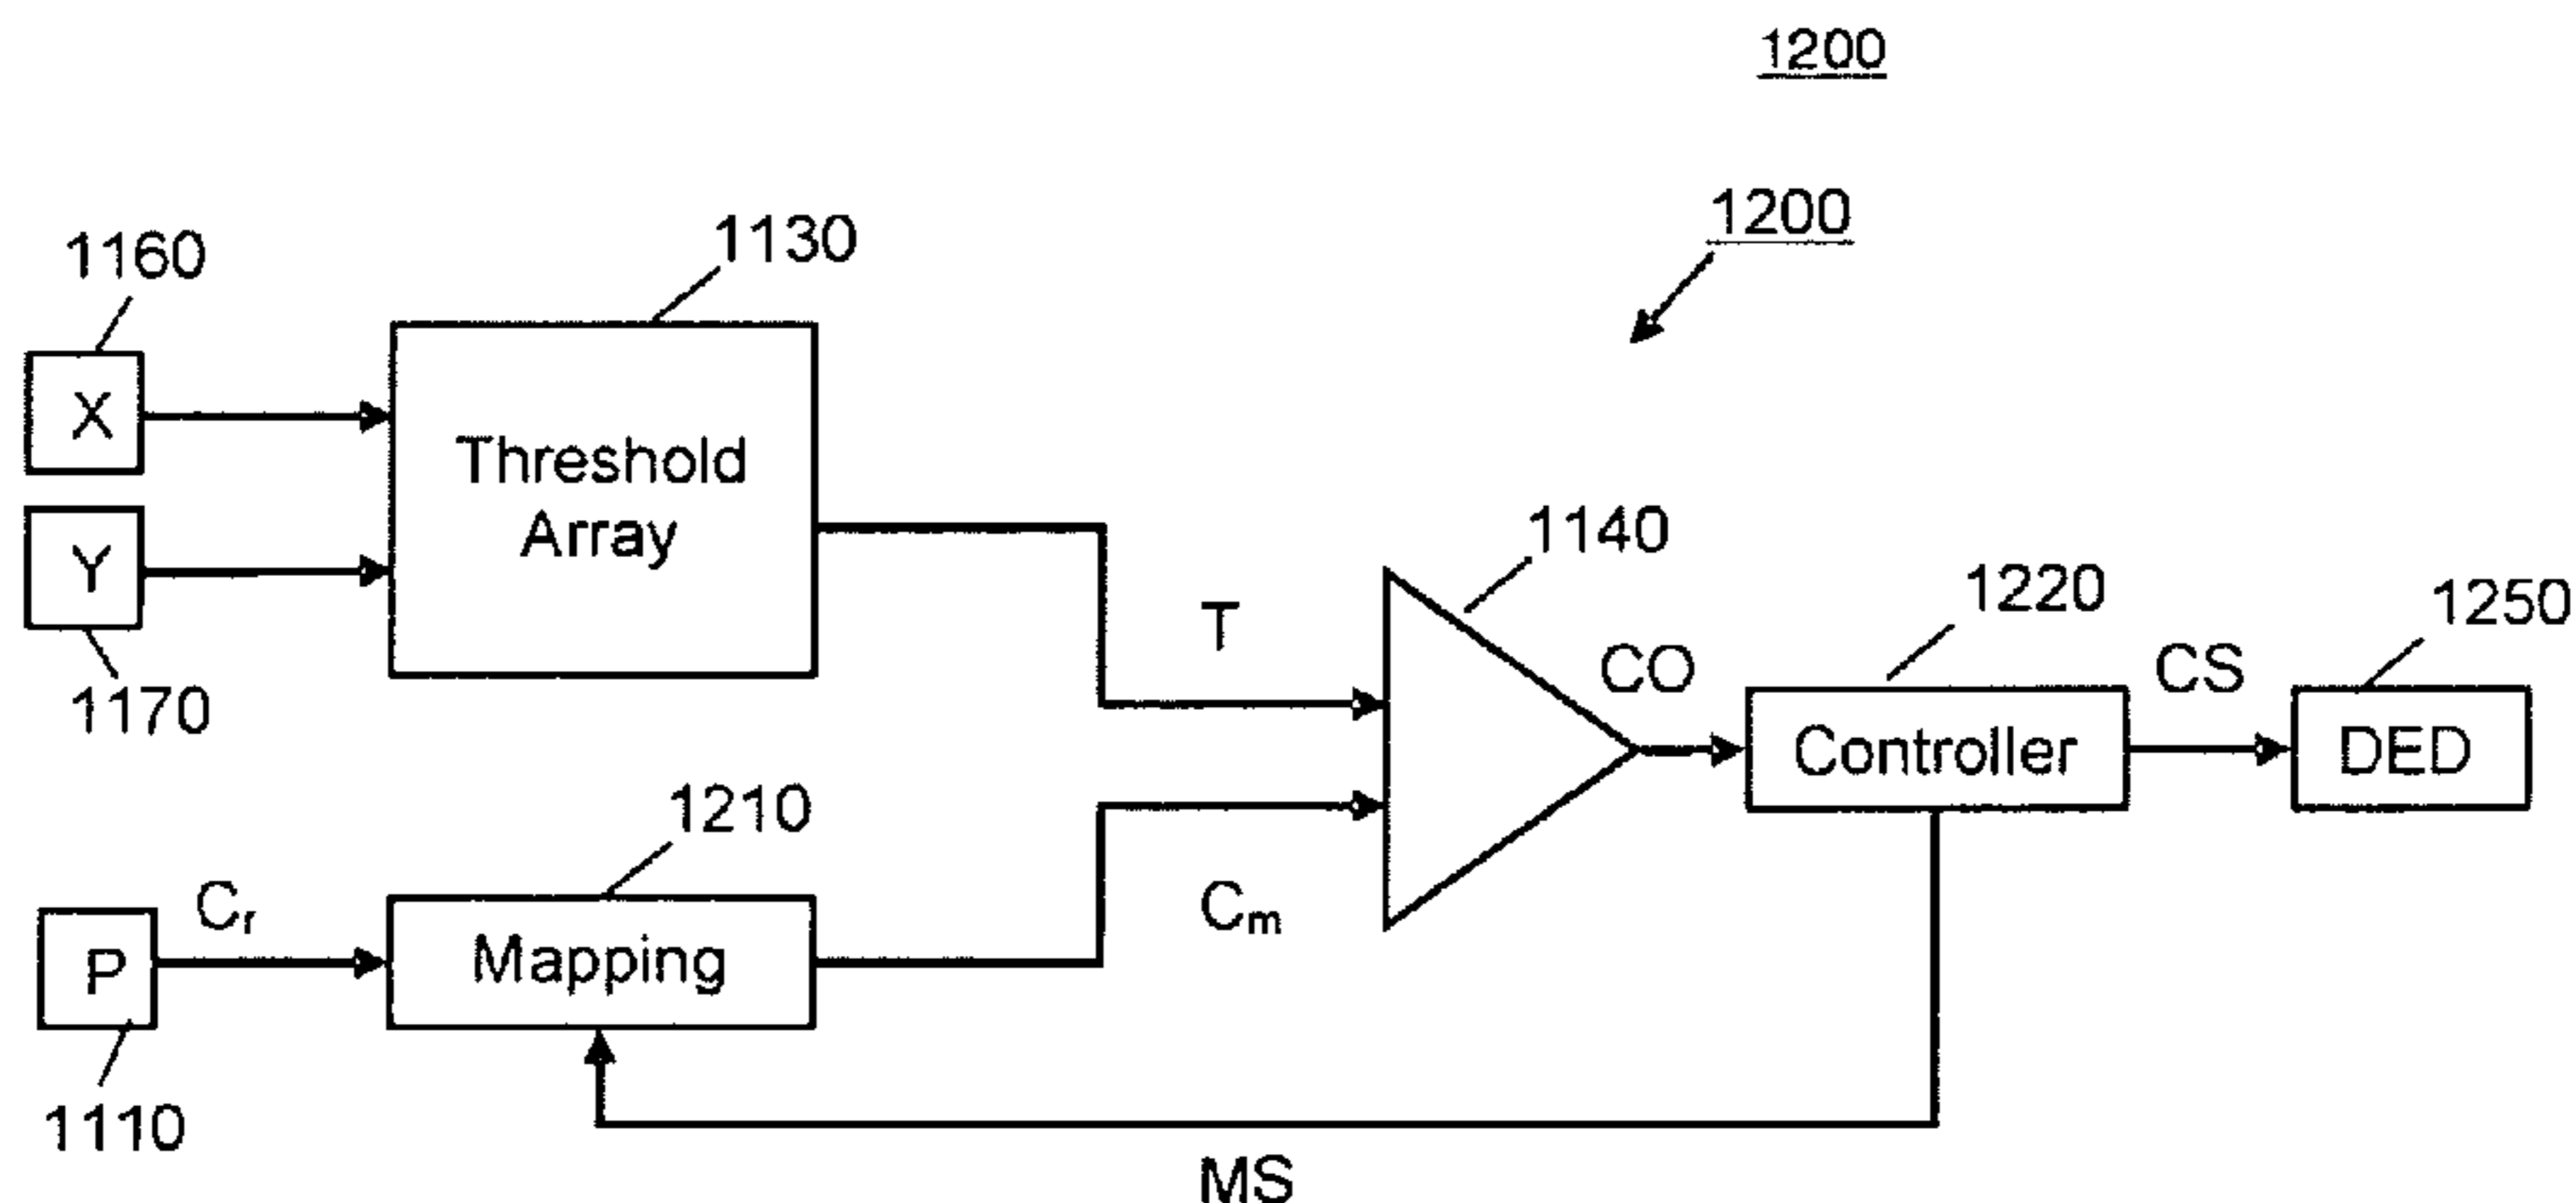 1200
1200
1160
1130
X
Threshold
Array
Y
1170
T
1140
CO
1220
CS
1250
Controller
DED
1210
Cr
Mapping
Cm
P
1110
MS